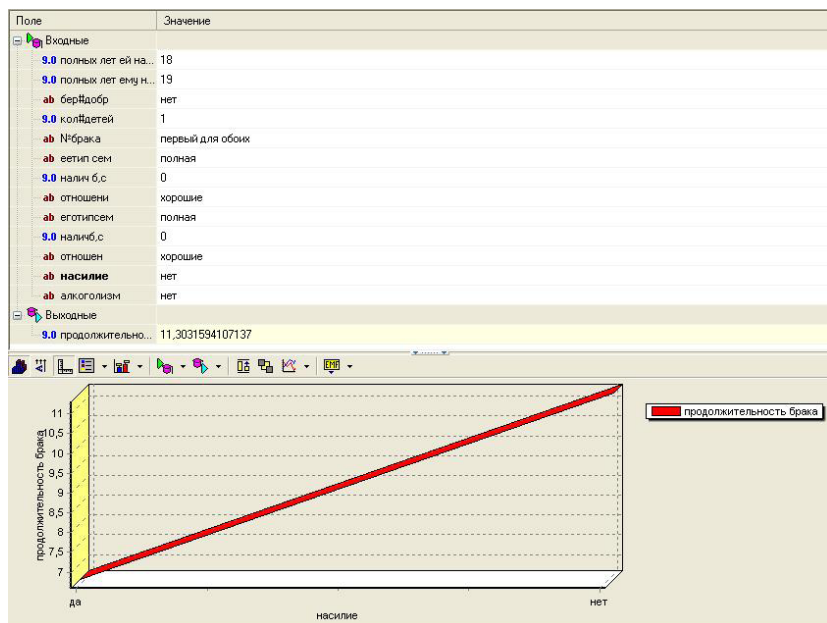 Поле Значение
Входные
9.0 полных лет ей на... 18
9.0 полных лет ему н... 19
ab бер#добр нет
9.0 кол#детей 1
ab №брака первый для обоих
ab еетип сем полная
9.0 налич б,с 0
ab отношени хорошие
ab еготипсем полная
9.0 наличб,с 0
ab отношен хорошие
ab насилие нет
ab алкоголизм нет
Выходные
9.0 продолжительно... 11,3031594107137
EMF
продолжительность брака
11
10,5
10
9,5
9
8,5
8
7,5
7
продолжительность брака
да нет
насилие